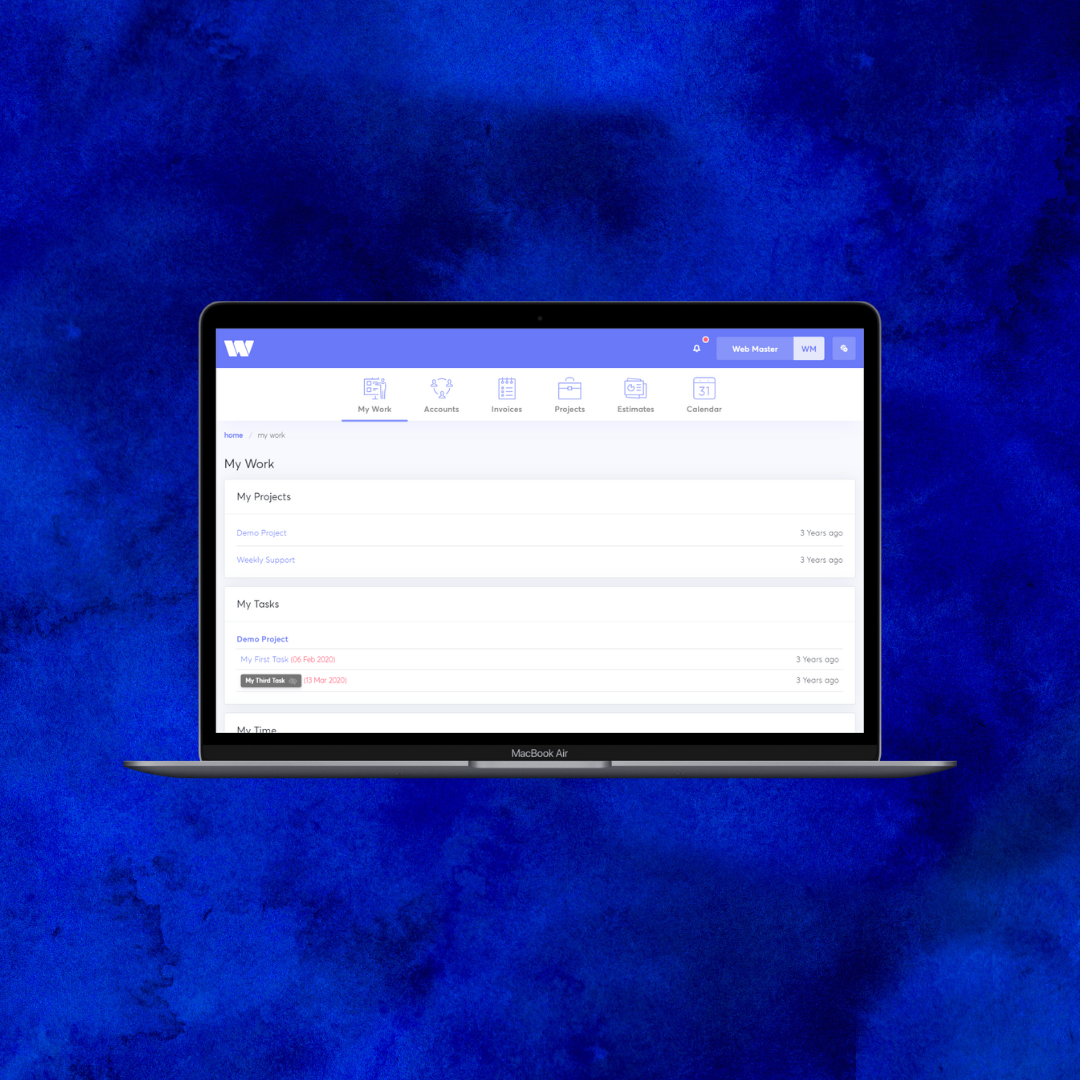 W
Web Master WM
31
My Work Accounts Invoices Projects Estimates Calendar
home / my work
My Work
My Projects
Demo Project 3 Years ago
Weekly Support 3 Years ago
My Tasks
Demo Project
My First Task (06 Feb 2020) 3 Years ago
My Third Task (13 Mar 2020) 3 Years ago
My Time
MacBook Air